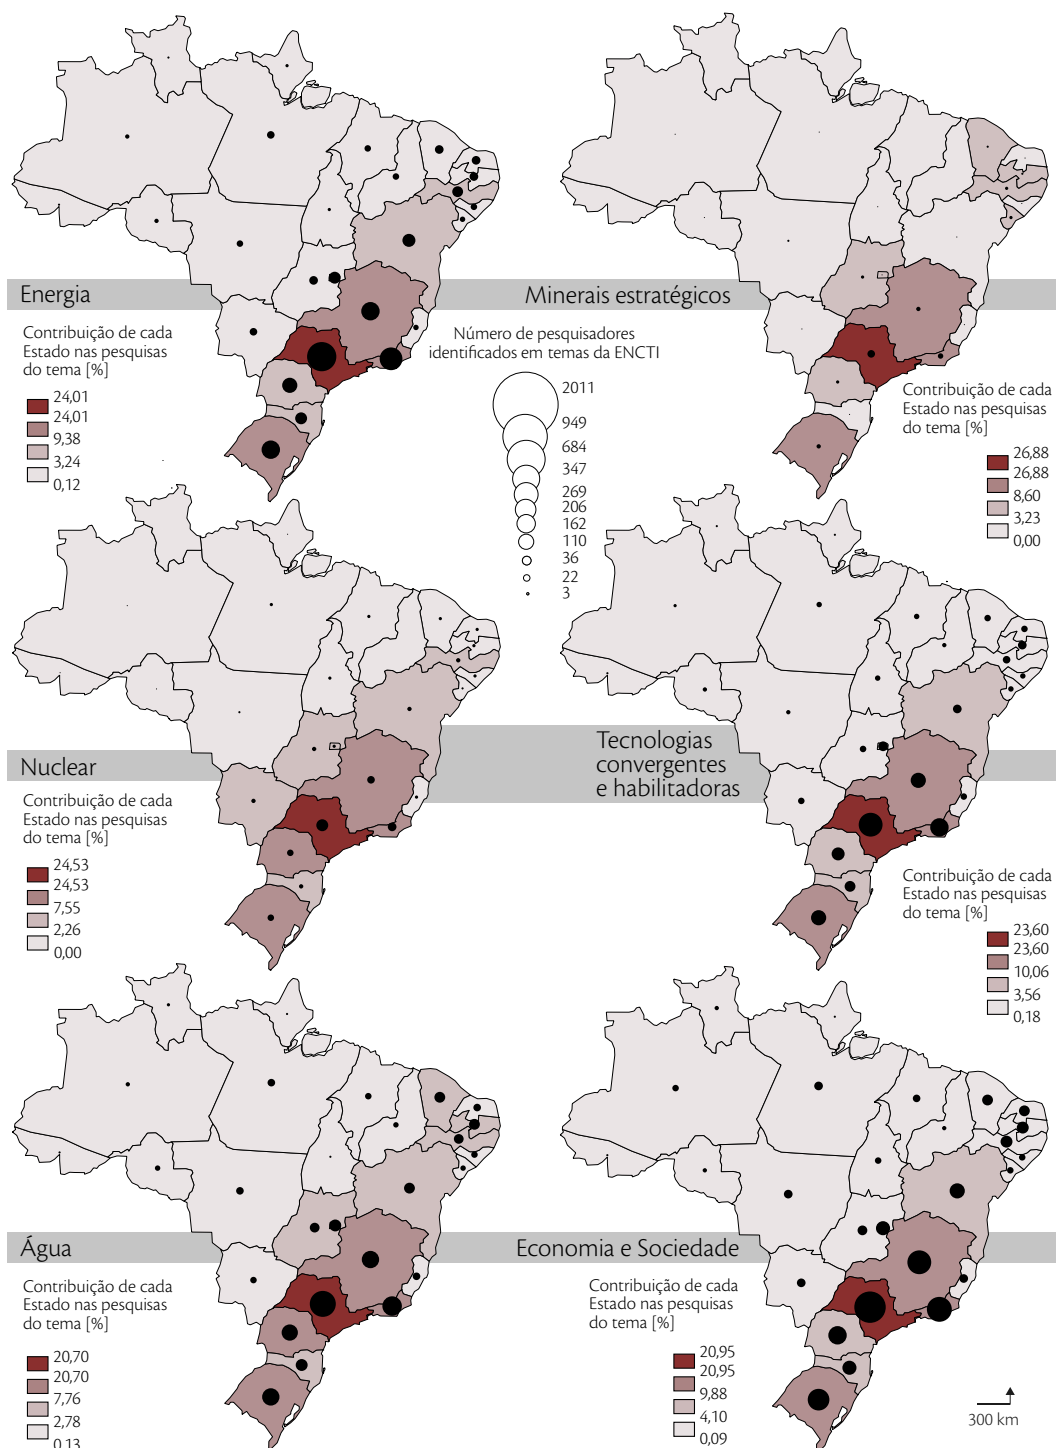 Energia
Minerais estratégicos
Contribuição de cada
Estado nas pesquisas
do tema [%]
24,01
24,01
9,38
3,24
0,12
Número de pesquisadores
identificados em temas da ENCTI
2011
949
684
347
269
206
162
110
36
22
3
Contribuição de cada
Estado nas pesquisas
do tema [%]
26,88
26,88
8,60
3,23
0,00
Nuclear
Tecnologias
convergentes
e habilitadoras
Contribuição de cada
Estado nas pesquisas
do tema [%]
24,53
24,53
7,55
2,26
0,00
Contribuição de cada
Estado nas pesquisas
do tema [%]
23,60
23,60
10,06
3,56
0,18
Água
Economia e Sociedade
Contribuição de cada
Estado nas pesquisas
do tema [%]
20,70
20,70
7,76
2,78
0,13
Contribuição de cada
Estado nas pesquisas
do tema [%]
20,95
20,95
9,88
4,10
0,09
300 km